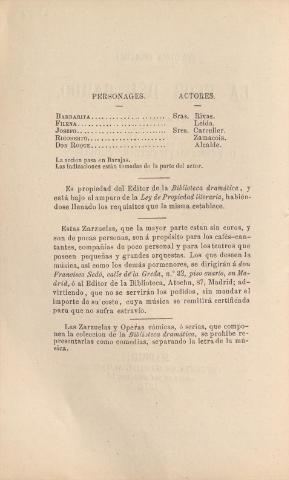 PERSONAGES. ACTORES.
BARBARITA........................ Sras. Rivas.
FILENA........................... Leida.
JOSEFO........................... Sres. Carceller.
RIGODONTO........................ Zamacois.
DON ROQUE........................ Alcalde.
La accion pasa en Barajas.
Las indicaciones están tomadas de la parte del actor.
Es propiedad del Editor de la Biblioteca dramática, y
está bajo el amparo de la Ley de Propiedad literaria, habién-
dose llenado los requisitos que la misma establece.
Estas Zarzuelas, que la mayor parte estan sin coros, y
son de pocas personas, son á propósito para los cafés-can-
tantes, compañías de poco personal y para los teatros que
poseen pequeñas y grandes orquestas. Los que deseen la
música, así como los demás pormenores, se dirigirán á don
Francisco Sedó, calle de la Greda, n.° 22, piso cuarto, en Ma-
drid, ó al Editor de la Biblioteca, Atocha, 87, Madrid; ad-
virtiendo, que no se servirán los pedidos, sin mandar el
importe de su costo, cuya música se remitirá certificada
para que no sufra estravío.
Las Zarzuelas y Operas cómicas, ó serias, que compo-
nen la coleccion de la Biblioteca dramática, se prohibe re-
presentarlas como comedias, separando la letra de la mú-
sica.